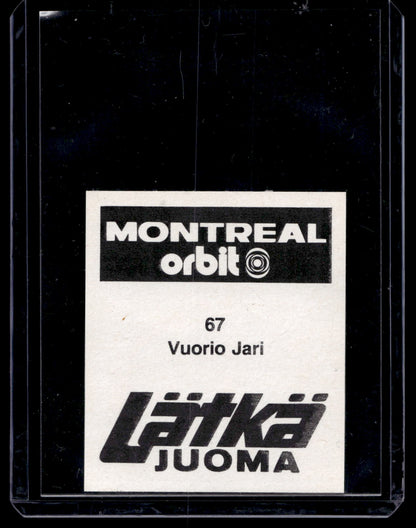 MONTREAL
orbit
67
Vuorio Jari
Lätkä
JUOMA